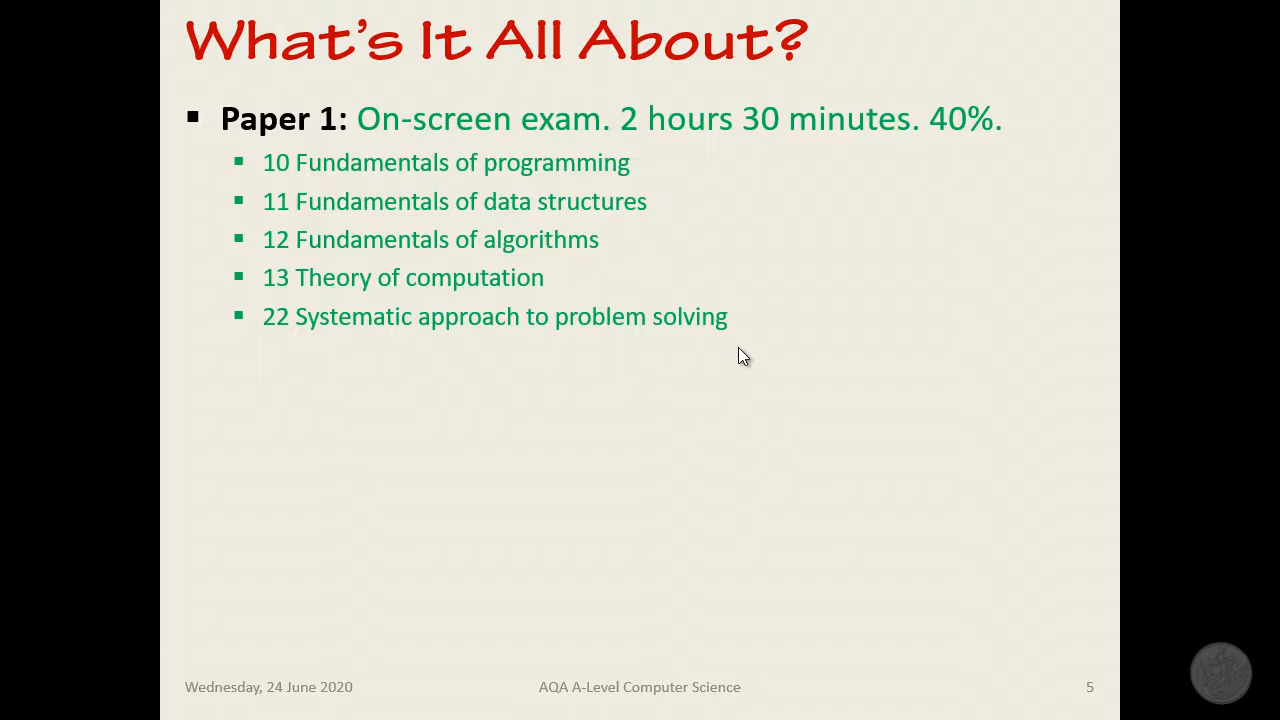 What's It All About?
▪ Paper 1: On-screen exam. 2 hours 30 minutes. 40%.
▪ 10 Fundamentals of programming
▪ 11 Fundamentals of data structures
▪ 12 Fundamentals of algorithms
▪ 13 Theory of computation
▪ 22 Systematic approach to problem solving
Wednesday, 24 June 2020 AQA A-Level Computer Science 5